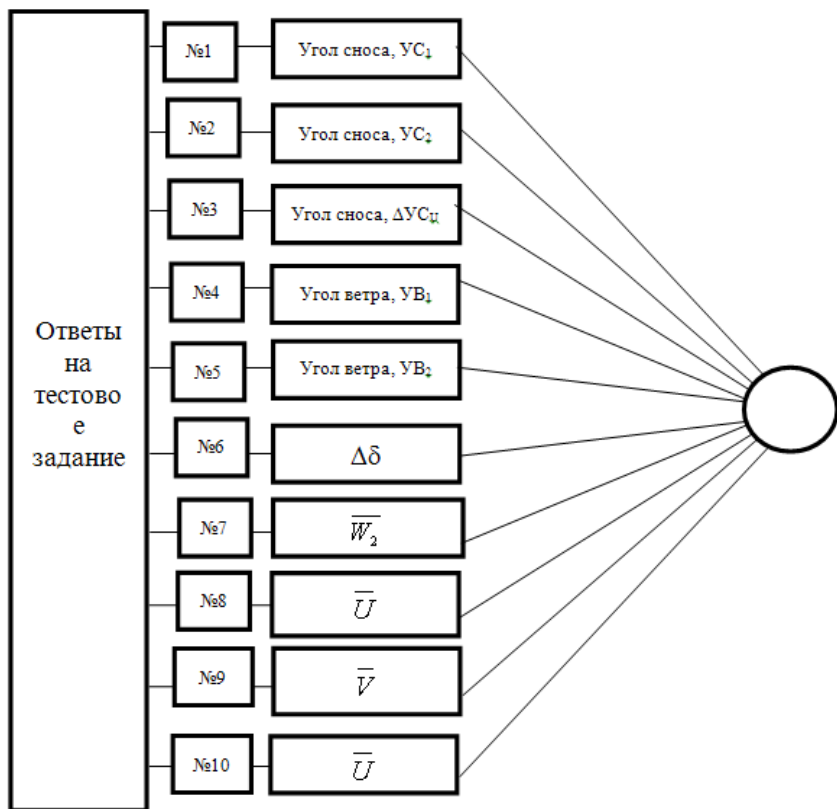 Ответы
на
тестово
е
задание
№1
Угол сноса, УС₁
№2
Угол сноса, УС₂
№3
Угол сноса, ΔУСц
№4
Угол ветра, УВ₁
№5
Угол ветра, УВ₂
№6
Δδ
№7
W̅₂
№8
U̅
№9
V̅
№10
U̅